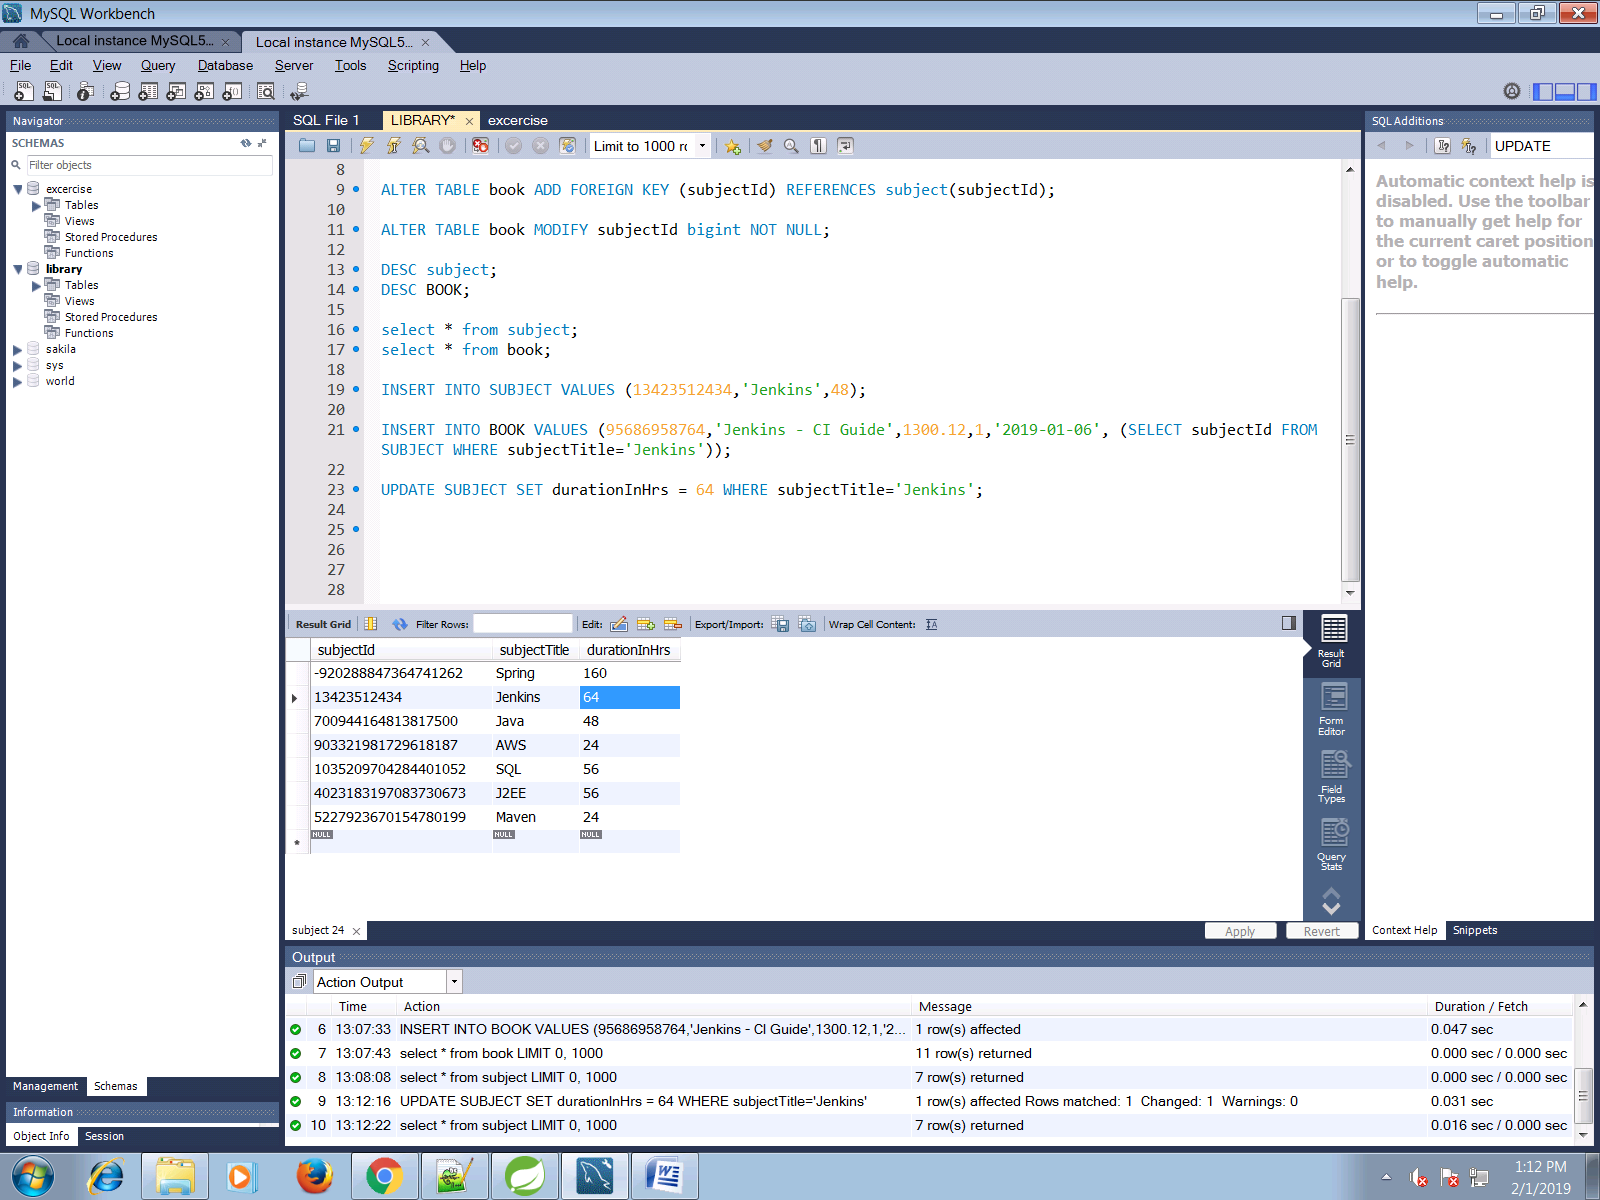 MySQL Workbench
Local instance MySQL5... × Local instance MySQL5... ×
File Edit View Query Database Server Tools Scripting Help
Navigator
SCHEMAS
Filter objects
excercise
Tables
Views
Stored Procedures
Functions
library
Tables
Views
Stored Procedures
Functions
sakila
sys
world
Management Schemas
Information
Object Info Session
SQL File 1 LIBRARY* × excercise
Limit to 1000 rc
8
9 ALTER TABLE book ADD FOREIGN KEY (subjectId) REFERENCES subject(subjectId);
10
11 ALTER TABLE book MODIFY subjectId bigint NOT NULL;
12
13 DESC subject;
14 DESC BOOK;
15
16 select * from subject;
17 select * from book;
18
19 INSERT INTO SUBJECT VALUES (13423512434,'Jenkins',48);
20
21 INSERT INTO BOOK VALUES (95686958764,'Jenkins - CI Guide',1300.12,1,'2019-01-06', (SELECT subjectId FROM
SUBJECT WHERE subjectTitle='Jenkins'));
22
23 UPDATE SUBJECT SET durationInHrs = 64 WHERE subjectTitle='Jenkins';
24
25
26
27
28
Result Grid Filter Rows: Edit: Export/Import: Wrap Cell Content:
subjectId subjectTitle durationInHrs
-920288847364741262 Spring 160
13423512434 Jenkins 64
700944164813817500 Java 48
903321981729618187 AWS 24
1035209704284401052 SQL 56
4023183197083730673 J2EE 56
5227923670154780199 Maven 24
NULL NULL NULL
Result
Grid
Form
Editor
Field
Types
Query
Stats
subject 24 × Apply Revert
SQL Additions
UPDATE
Automatic context help is
disabled. Use the toolbar
to manually get help for
the current caret position
or to toggle automatic
help.
Context Help Snippets
Output
Action Output
Time Action Message Duration / Fetch
6 13:07:33 INSERT INTO BOOK VALUES (95686958764,'Jenkins - CI Guide',1300.12,1,'2... 1 row(s) affected 0.047 sec
7 13:07:43 select * from book LIMIT 0, 1000 11 row(s) returned 0.000 sec / 0.000 sec
8 13:08:08 select * from subject LIMIT 0, 1000 7 row(s) returned 0.000 sec / 0.000 sec
9 13:12:16 UPDATE SUBJECT SET durationInHrs = 64 WHERE subjectTitle='Jenkins' 1 row(s) affected Rows matched: 1 Changed: 1 Warnings: 0 0.031 sec
10 13:12:22 select * from subject LIMIT 0, 1000 7 row(s) returned 0.016 sec / 0.000 sec
1:12 PM
2/1/2019